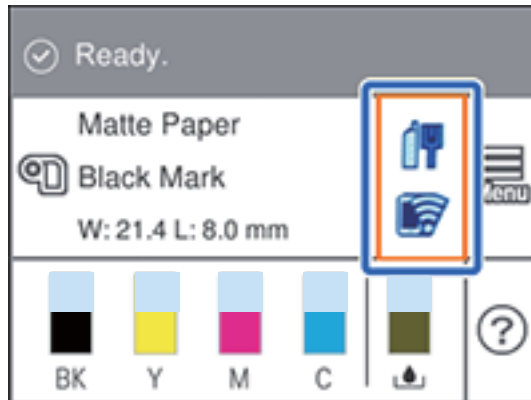 Ready.
Matte Paper
Black Mark
W: 21.4 L: 8.0 mm
Menu
BK Y M C
?